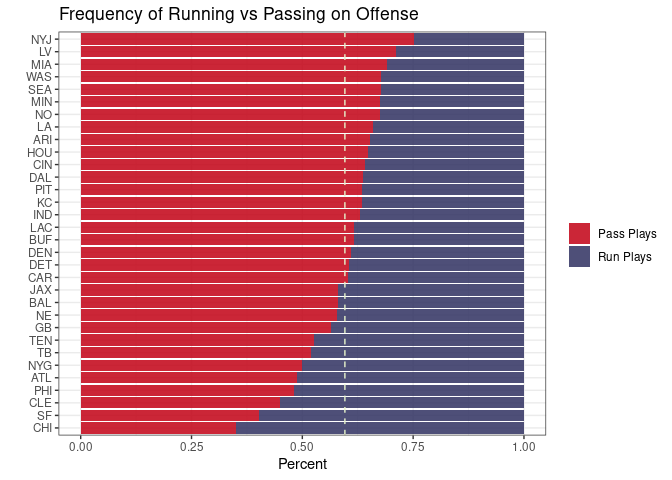 Frequency of Running vs Passing on Offense
NYJ
LV
MIA
WAS
SEA
MIN
NO
LA
ARI
HOU
CIN
DAL
PIT
KC
IND
LAC
BUF
DEN
DET
CAR
JAX
BAL
NE
GB
TEN
TB
NYG
ATL
PHI
CLE
SF
CHI
Pass Plays
Run Plays
0.00 0.25 0.50 0.75 1.00
Percent